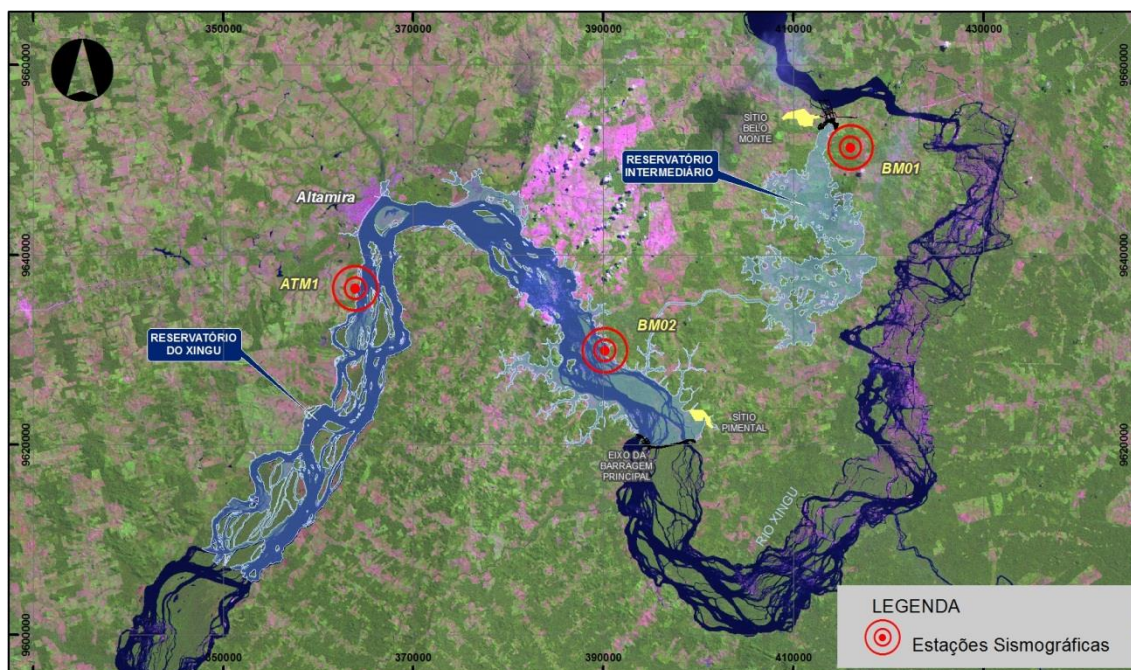 350000
370000
390000
410000
430000
9660000
9660000
SÍTIO
BELO
MONTE
BM01
RESERVATÓRIO
INTERMEDIÁRIO
Altamira
9640000
9640000
ATM1
BM02
RESERVATÓRIO
DO XINGU
SÍTIO
PIMENTAL
9620000
9620000
EIXO DA
BARRAGEM
PRINCIPAL
RIO XINGU
LEGENDA
Estações Sismográficas
9600000
350000
370000
390000
410000
430000